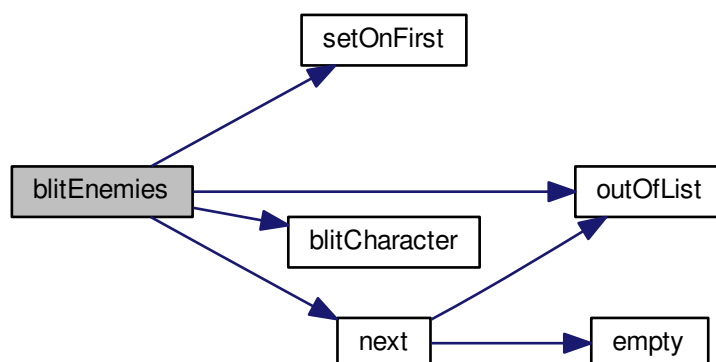 setOnFirst
blitEnemies
outOfList
blitCharacter
next
empty